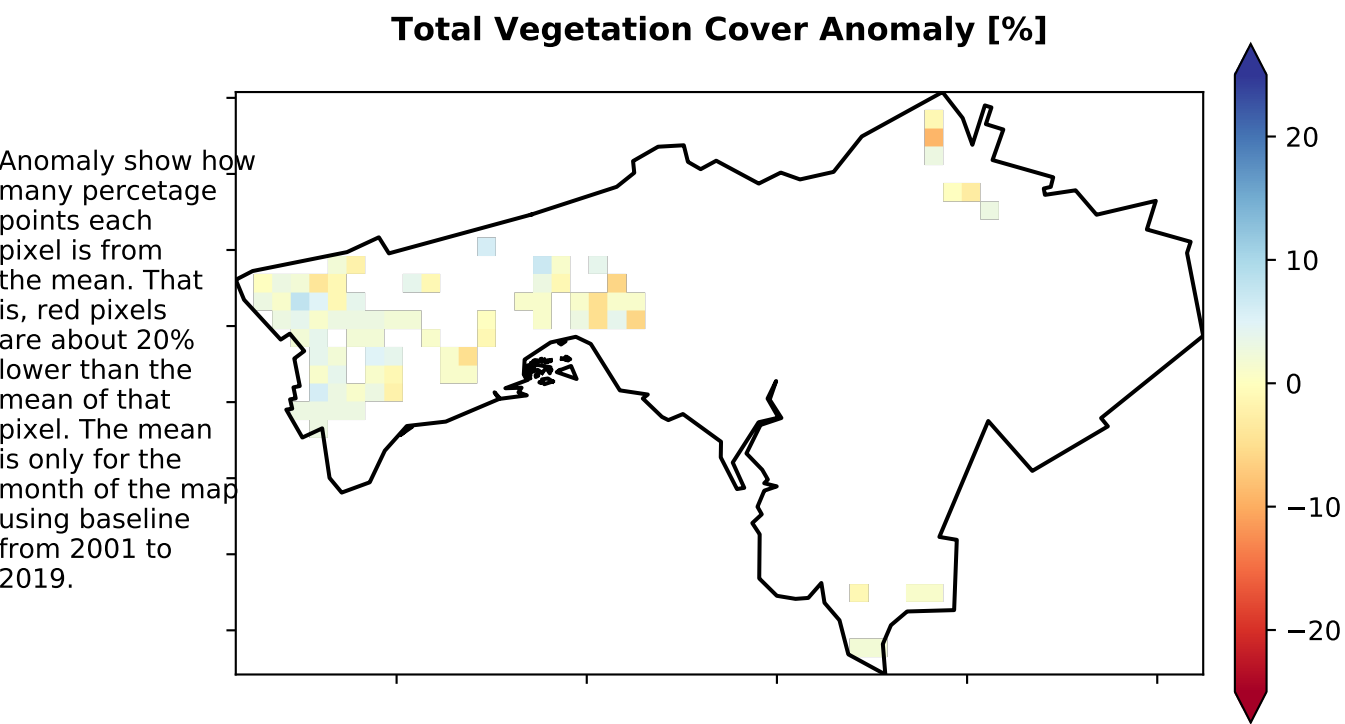 Total Vegetation Cover Anomaly [%]
Anomaly show how
many percetage
points each
pixel is from
the mean. That
is, red pixels
are about 20%
lower than the
mean of that
pixel. The mean
is only for the
month of the map
using baseline
from 2001 to
2019.
20
10
0
−10
−20